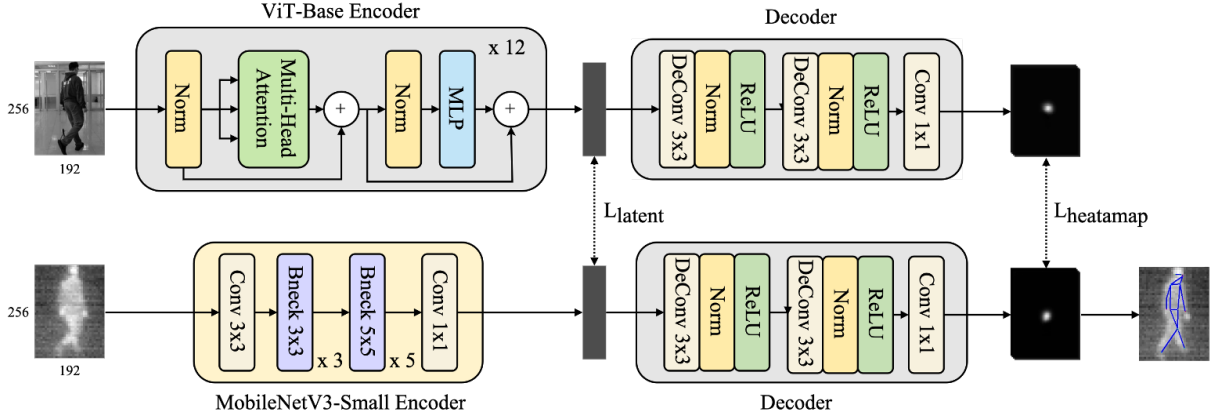 ViT-Base Encoder
Decoder
x 12
256
Norm
Multi-Head
Attention
+
Norm
MLP
+
DeConv 3x3
Norm
ReLU
DeConv 3x3
Norm
ReLU
Conv 1x1
192
Llatent
Lheatamap
256
Conv 3x3
Bneck 3x3
x 3
Bneck 5x5
x 5
Conv 1x1
DeConv 3x3
Norm
ReLU
DeConv 3x3
Norm
ReLU
Conv 1x1
192
MobileNetV3-Small Encoder
Decoder